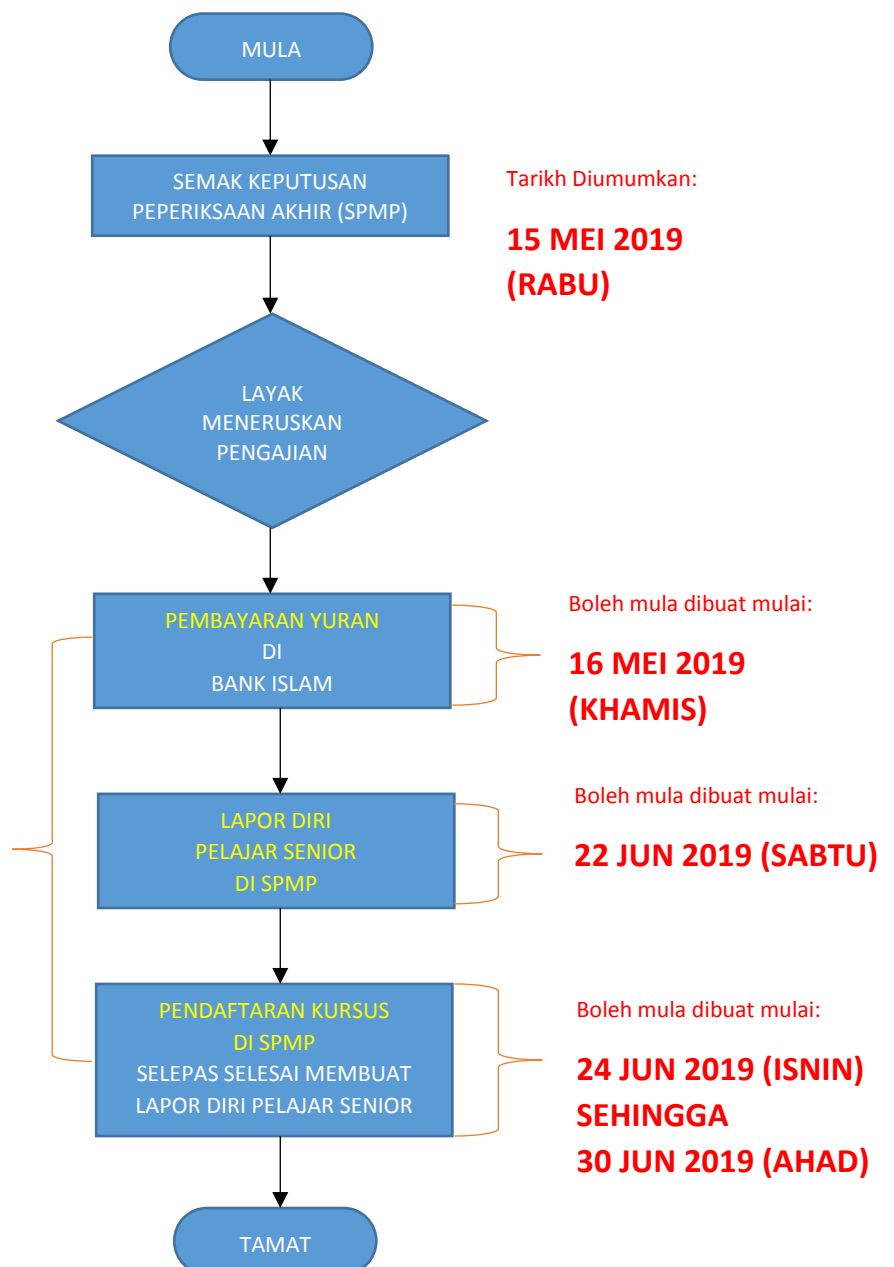 MULA
SEMAK KEPUTUSAN
PEPERIKSAAN AKHIR (SPMP)
Tarikh Diumumkan:
15 MEI 2019
(RABU)
LAYAK
MENERUSKAN
PENGAJIAN
PEMBAYARAN YURAN
DI
BANK ISLAM
Boleh mula dibuat mulai:
16 MEI 2019
(KHAMIS)
LAPOR DIRI
PELAJAR SENIOR
DI SPMP
Boleh mula dibuat mulai:
22 JUN 2019 (SABTU)
PENDAFTARAN KURSUS
DI SPMP
SELEPAS SELESAI MEMBUAT
LAPOR DIRI PELAJAR SENIOR
Boleh mula dibuat mulai:
24 JUN 2019 (ISNIN)
SEHINGGA
30 JUN 2019 (AHAD)
TAMAT